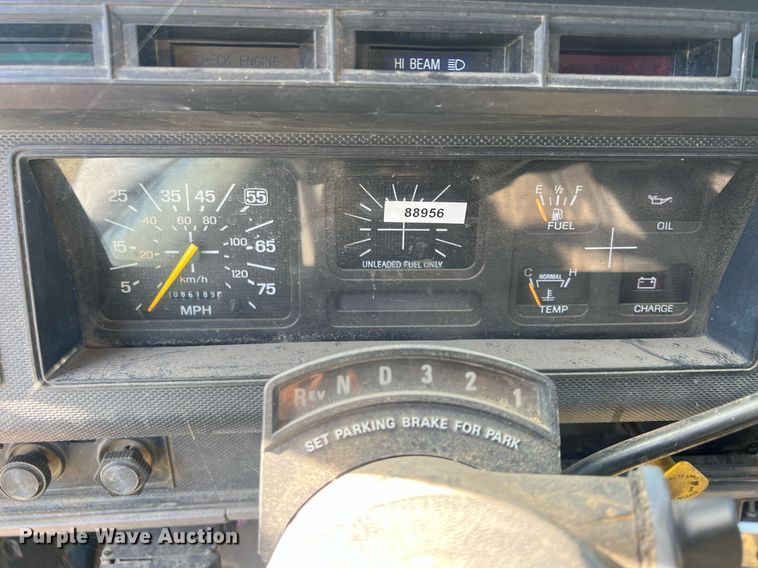 CHECK ENGINE
HI BEAM
25 35 45 55
15 65
5 75
20 40 60 80 100 120
km/h
MPH
88956
UNLEADED FUEL ONLY
E 1/2 F
FUEL
OIL
C NORMAL H
TEMP
CHARGE
REV N D 3 2 1
SET PARKING BRAKE FOR PARK
Purple Wave Auction